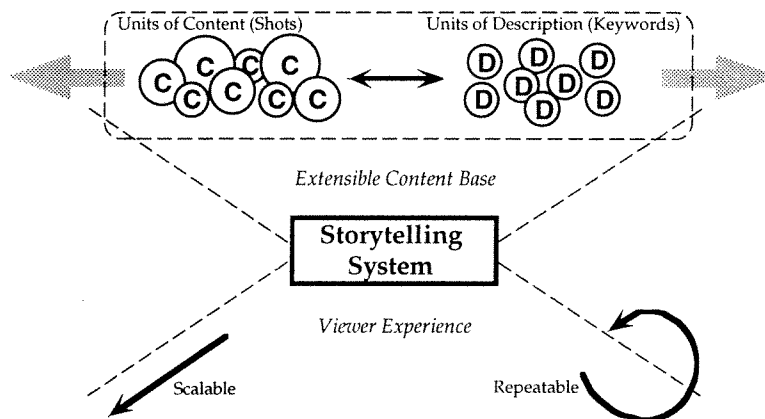 Units of Content (Shots)
Units of Description (Keywords)
C C C C C C C C
D D D D D D D D
Extensible Content Base
Storytelling
System
Viewer Experience
Scalable
Repeatable